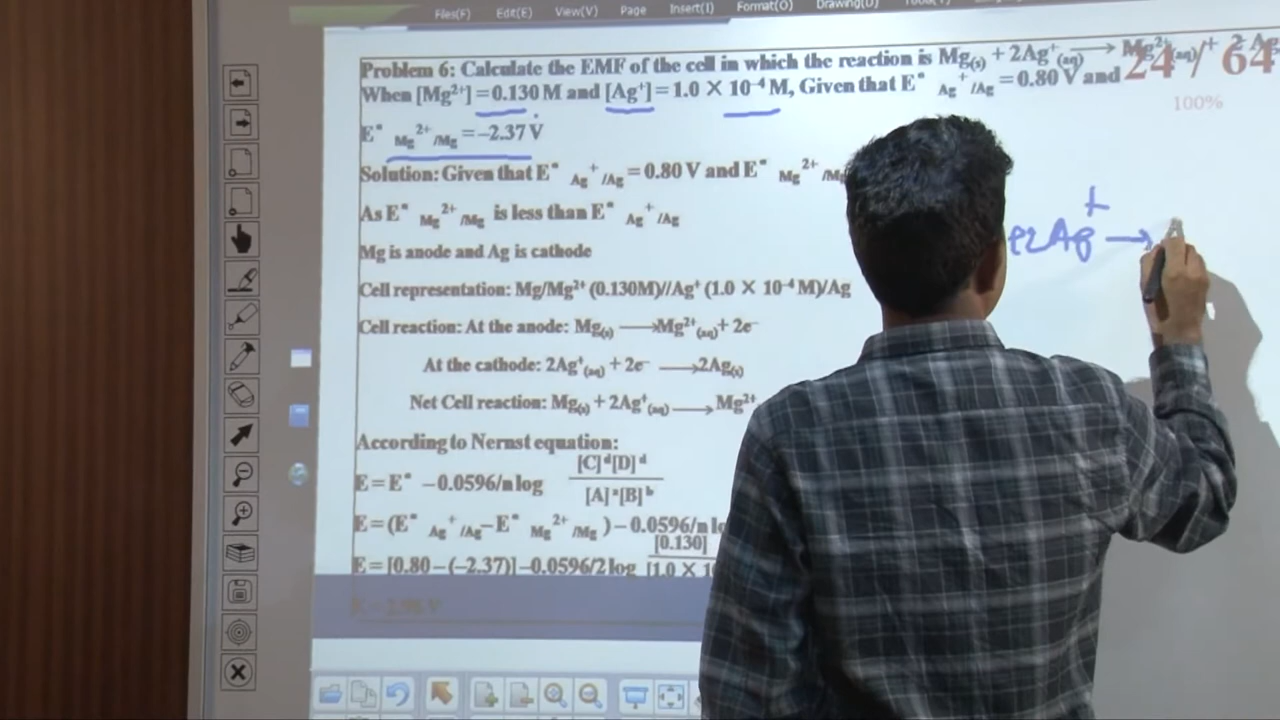 Files(F) Edit(E) View(V) Page Insert(I) Format(O) Drawing(D)
Problem 6: Calculate the EMF of the cell in which the reaction is Mg(s) + 2Ag+(aq) → Mg2+(aq) + 2 Ag
When [Mg2+] = 0.130 M and [Ag+] = 1.0 X 10-4 M, Given that E° Ag+/Ag = 0.80 V and
24 / 64
100%
E° Mg2+/Mg = -2.37 V
Solution: Given that E° Ag+/Ag = 0.80 V and E° Mg2+
As E° Mg2+/Mg is less than E° Ag+/Ag
2Ag+ →
Mg is anode and Ag is cathode
Cell representation: Mg/Mg2+ (0.130M)//Ag+ (1.0 X 10-4 M)/Ag
Cell reaction: At the anode: Mg(s) → Mg2+(aq) + 2e-
At the cathode: 2Ag+(aq) + 2e- → 2Ag(s)
Net Cell reaction: Mg(s) + 2Ag+(aq) → Mg2+
According to Nernst equation:
E = E° -0.0596/n log [C]d[D]d / [A]a[B]b
E = (E° Ag+/Ag – E° Mg2+/Mg ) – 0.0596/n
E = [0.80 – (–2.37)] – 0.0596/2 log [0.130] / [1.0 X
E = 2.96 V